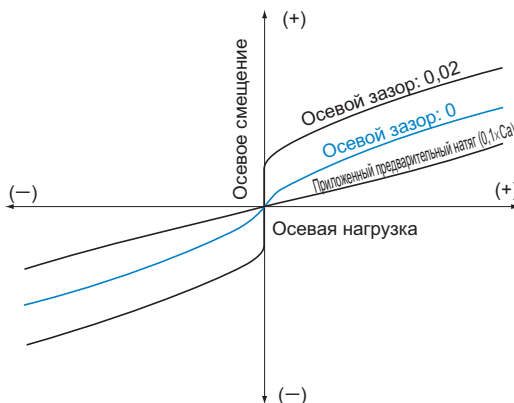 (+)
Осевое смещение
Осевой зазор: 0,02
Осевой зазор: 0
Приложенный предварительный натяг (0,1×Ca)
(—)
(+)
Осевая нагрузка
(—)